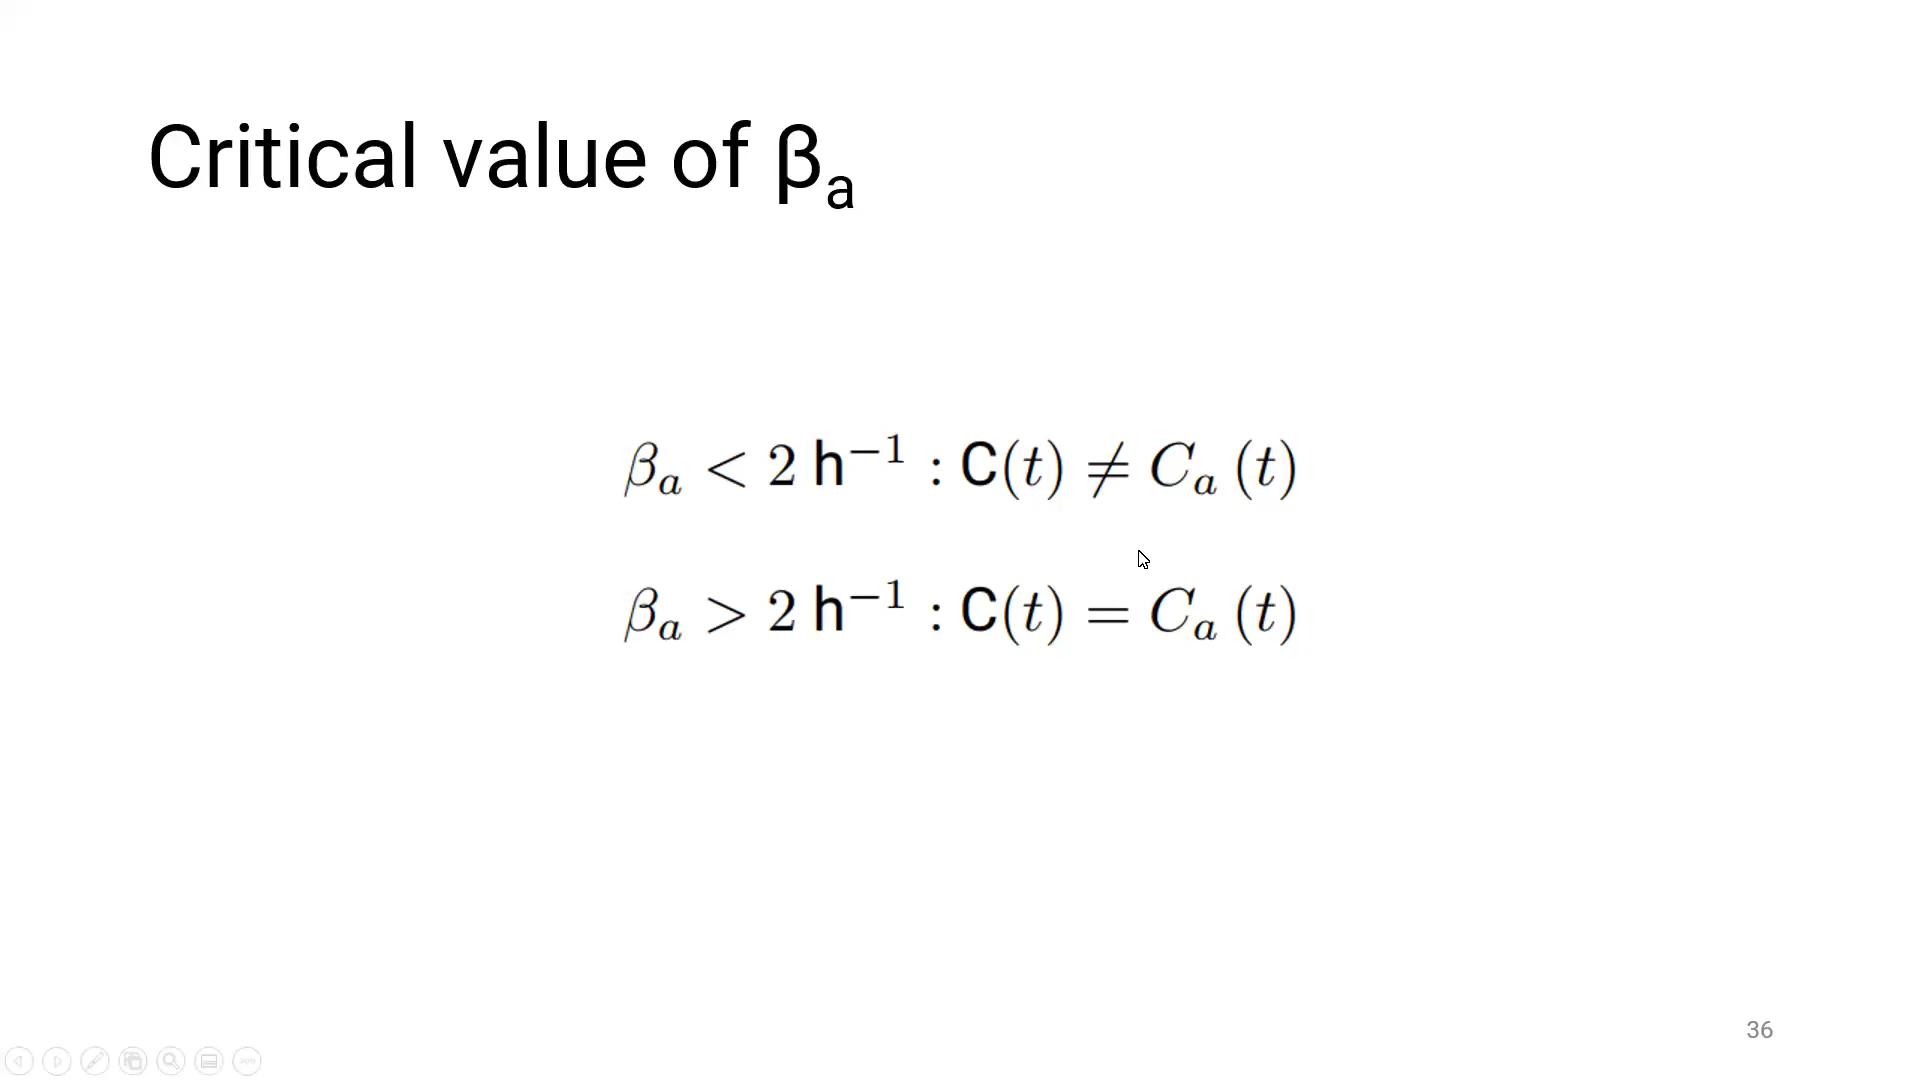 Critical value of βₐ
βₐ < 2 h⁻¹ : C(t) ≠ Cₐ (t)
βₐ > 2 h⁻¹ : C(t) = Cₐ (t)
36